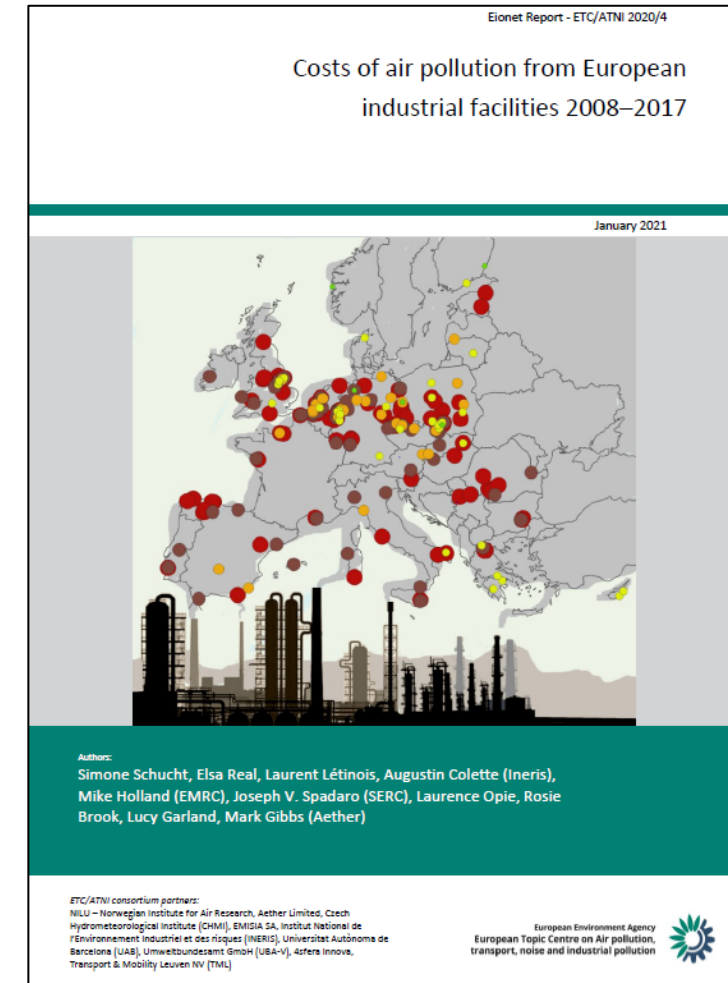 Eionet Report - ETC/ATNI 2020/4
Costs of air pollution from European
industrial facilities 2008–2017
January 2021
Authors:
Simone Schucht, Elsa Real, Laurent Létinois, Augustin Colette (Ineris),
Mike Holland (EMRC), Joseph V. Spadaro (SERC), Laurence Opie, Rosie
Brook, Lucy Garland, Mark Gibbs (Aether)
ETC/ATNI consortium partners:
NILU – Norwegian Institute for Air Research, Aether Limited, Czech
Hydrometeorological Institute (CHMI), EMISIA SA, Institut National de
l'Environnement Industriel et des risques (INERIS), Universitat Autònoma de
Barcelona (UAB), Umweltbundesamt GmbH (UBA-V), 4sfera Innova,
Transport & Mobility Leuven NV (TML)
European Environment Agency
European Topic Centre on Air pollution,
transport, noise and industrial pollution